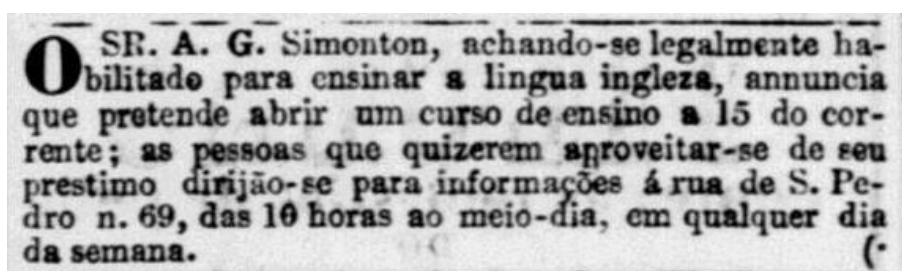 O SR. A. G. Simonton, achando-se legalmente ha-
bilitado para ensinar a lingua ingleza, annuncia
que pretende abrir um curso de ensino a 15 do cor-
rente; as pessoas que quizerem aproveitar-se de seu
prestimo dirijão-se para informações á rua de S. Pe-
dro n. 69, das 10 horas ao meio-dia, em qualquer dia
da semana. (·